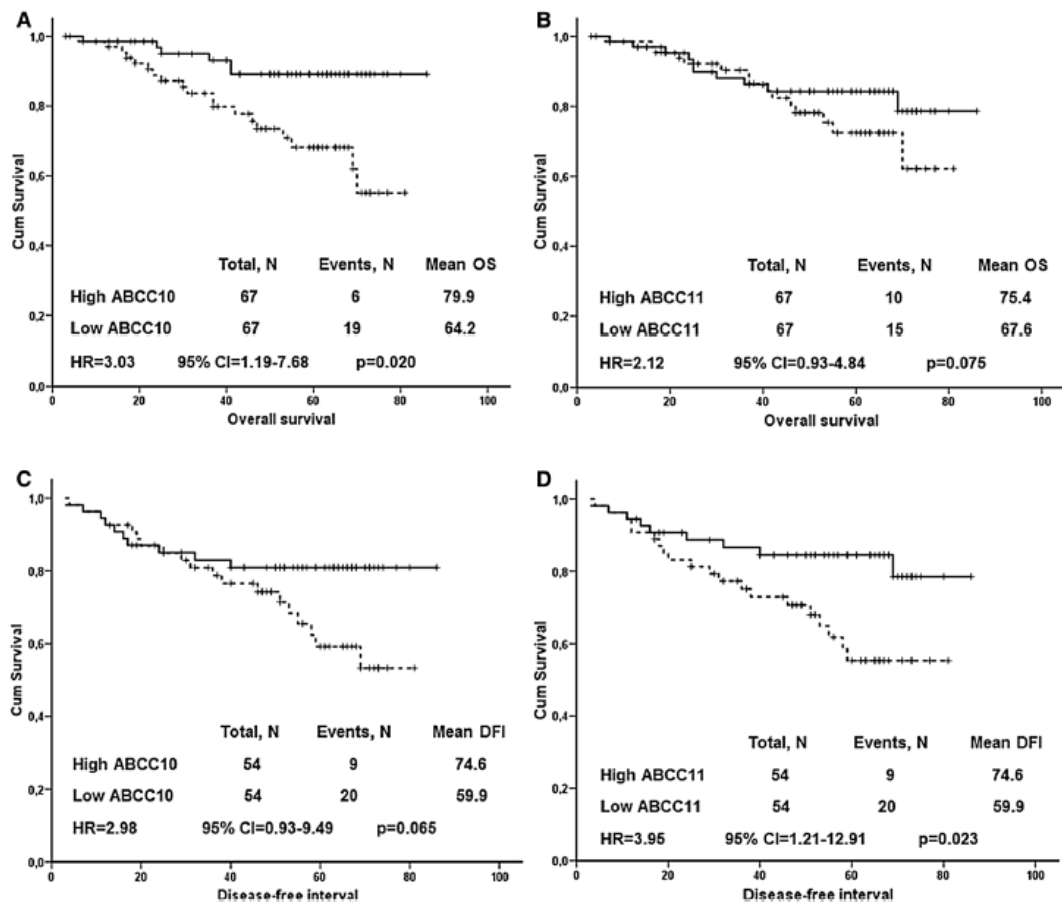 A
Cum Survival
1,0
0,8
0,6
0,4
0,2
0,0
Total, N Events, N Mean OS
High ABCC10 67 6 79.9
Low ABCC10 67 19 64.2
HR=3.03 95% CI=1.19-7.68 p=0.020
0 20 40 60 80 100
Overall survival
B
Cum Survival
1,0
0,8
0,6
0,4
0,2
0,0
Total, N Events, N Mean OS
High ABCC11 67 10 75.4
Low ABCC11 67 15 67.6
HR=2.12 95% CI=0.93-4.84 p=0.075
0 20 40 60 80 100
Overall survival
C
Cum Survival
1,0
0,8
0,6
0,4
0,2
0,0
Total, N Events, N Mean DFI
High ABCC10 54 9 74.6
Low ABCC10 54 20 59.9
HR=2.98 95% CI=0.93-9.49 p=0.065
0 20 40 60 80 100
Disease-free interval
D
Cum Survival
1,0
0,8
0,6
0,4
0,2
0,0
Total, N Events, N Mean DFI
High ABCC11 54 9 74.6
Low ABCC11 54 20 59.9
HR=3.95 95% CI=1.21-12.91 p=0.023
0 20 40 60 80 100
Disease-free interval